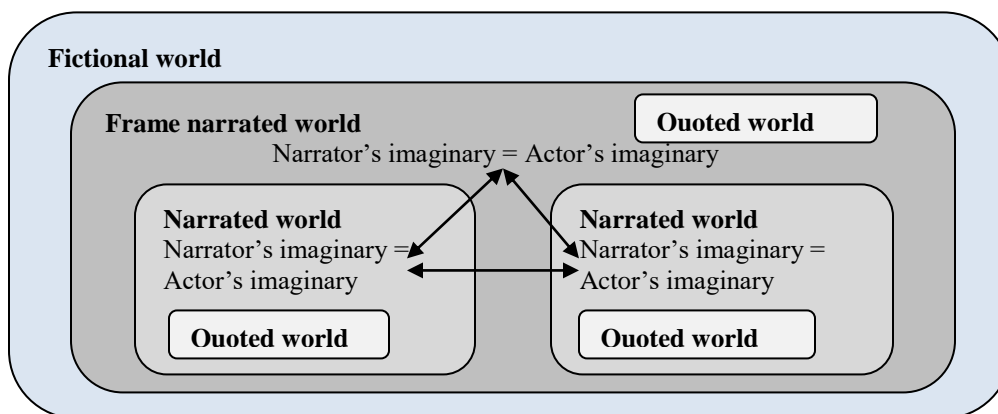 Fictional world
Frame narrated world
Ouoted world
Narrator’s imaginary = Actor’s imaginary
Narrated world
Narrator’s imaginary =
Actor’s imaginary
Ouoted world
Narrated world
Narrator’s imaginary =
Actor’s imaginary
Ouoted world